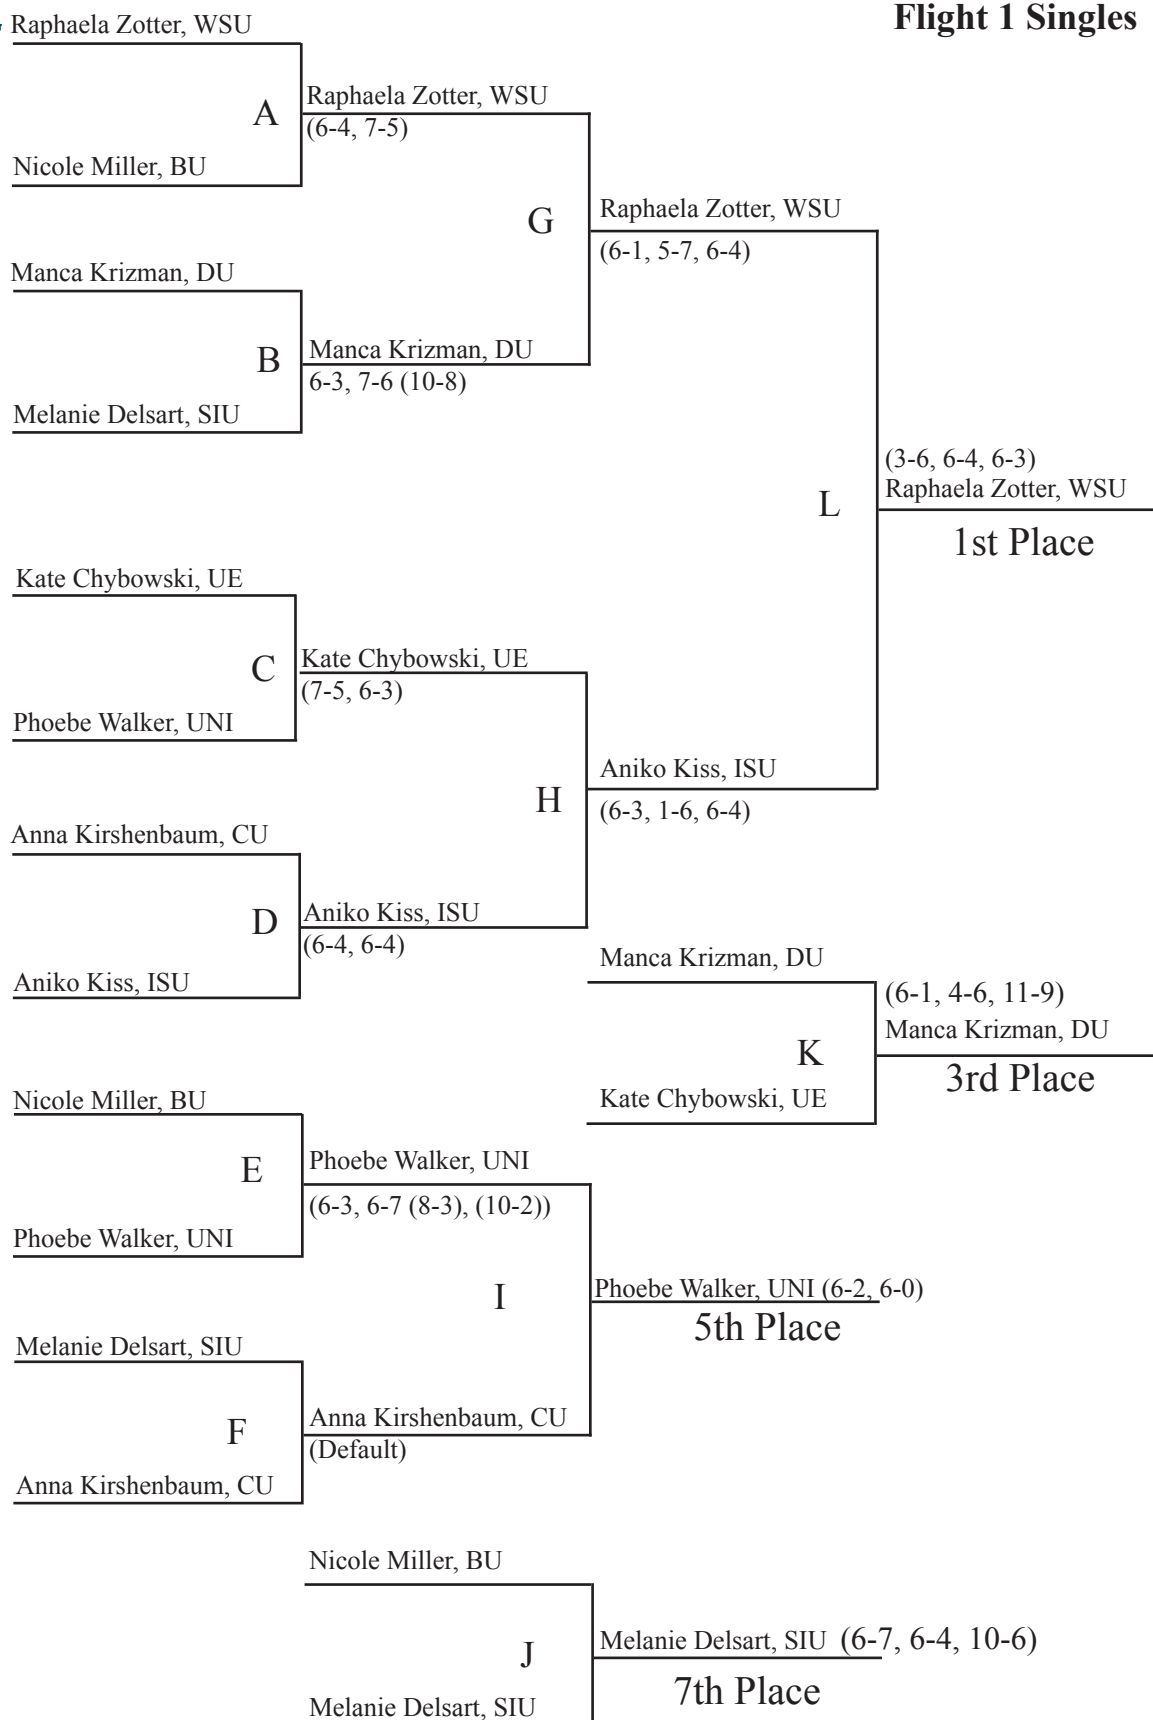 Flight 1 Singles
Raphaela Zotter, WSU
A
Raphaela Zotter, WSU
(6-4, 7-5)
Nicole Miller, BU
G
Raphaela Zotter, WSU
(6-1, 5-7, 6-4)
Manca Krizman, DU
B
Manca Krizman, DU
6-3, 7-6 (10-8)
Melanie Delsart, SIU
L
(3-6, 6-4, 6-3)
Raphaela Zotter, WSU
1st Place
Kate Chybowski, UE
C
Kate Chybowski, UE
(7-5, 6-3)
Phoebe Walker, UNI
H
Aniko Kiss, ISU
(6-3, 1-6, 6-4)
Anna Kirshenbaum, CU
D
Aniko Kiss, ISU
(6-4, 6-4)
Aniko Kiss, ISU
Manca Krizman, DU
K
(6-1, 4-6, 11-9)
Manca Krizman, DU
3rd Place
Kate Chybowski, UE
Nicole Miller, BU
E
Phoebe Walker, UNI
(6-3, 6-7 (8-3), (10-2))
Phoebe Walker, UNI
I
Phoebe Walker, UNI (6-2, 6-0)
5th Place
Melanie Delsart, SIU
F
Anna Kirshenbaum, CU
(Default)
Anna Kirshenbaum, CU
Nicole Miller, BU
J
Melanie Delsart, SIU (6-7, 6-4, 10-6)
7th Place
Melanie Delsart, SIU